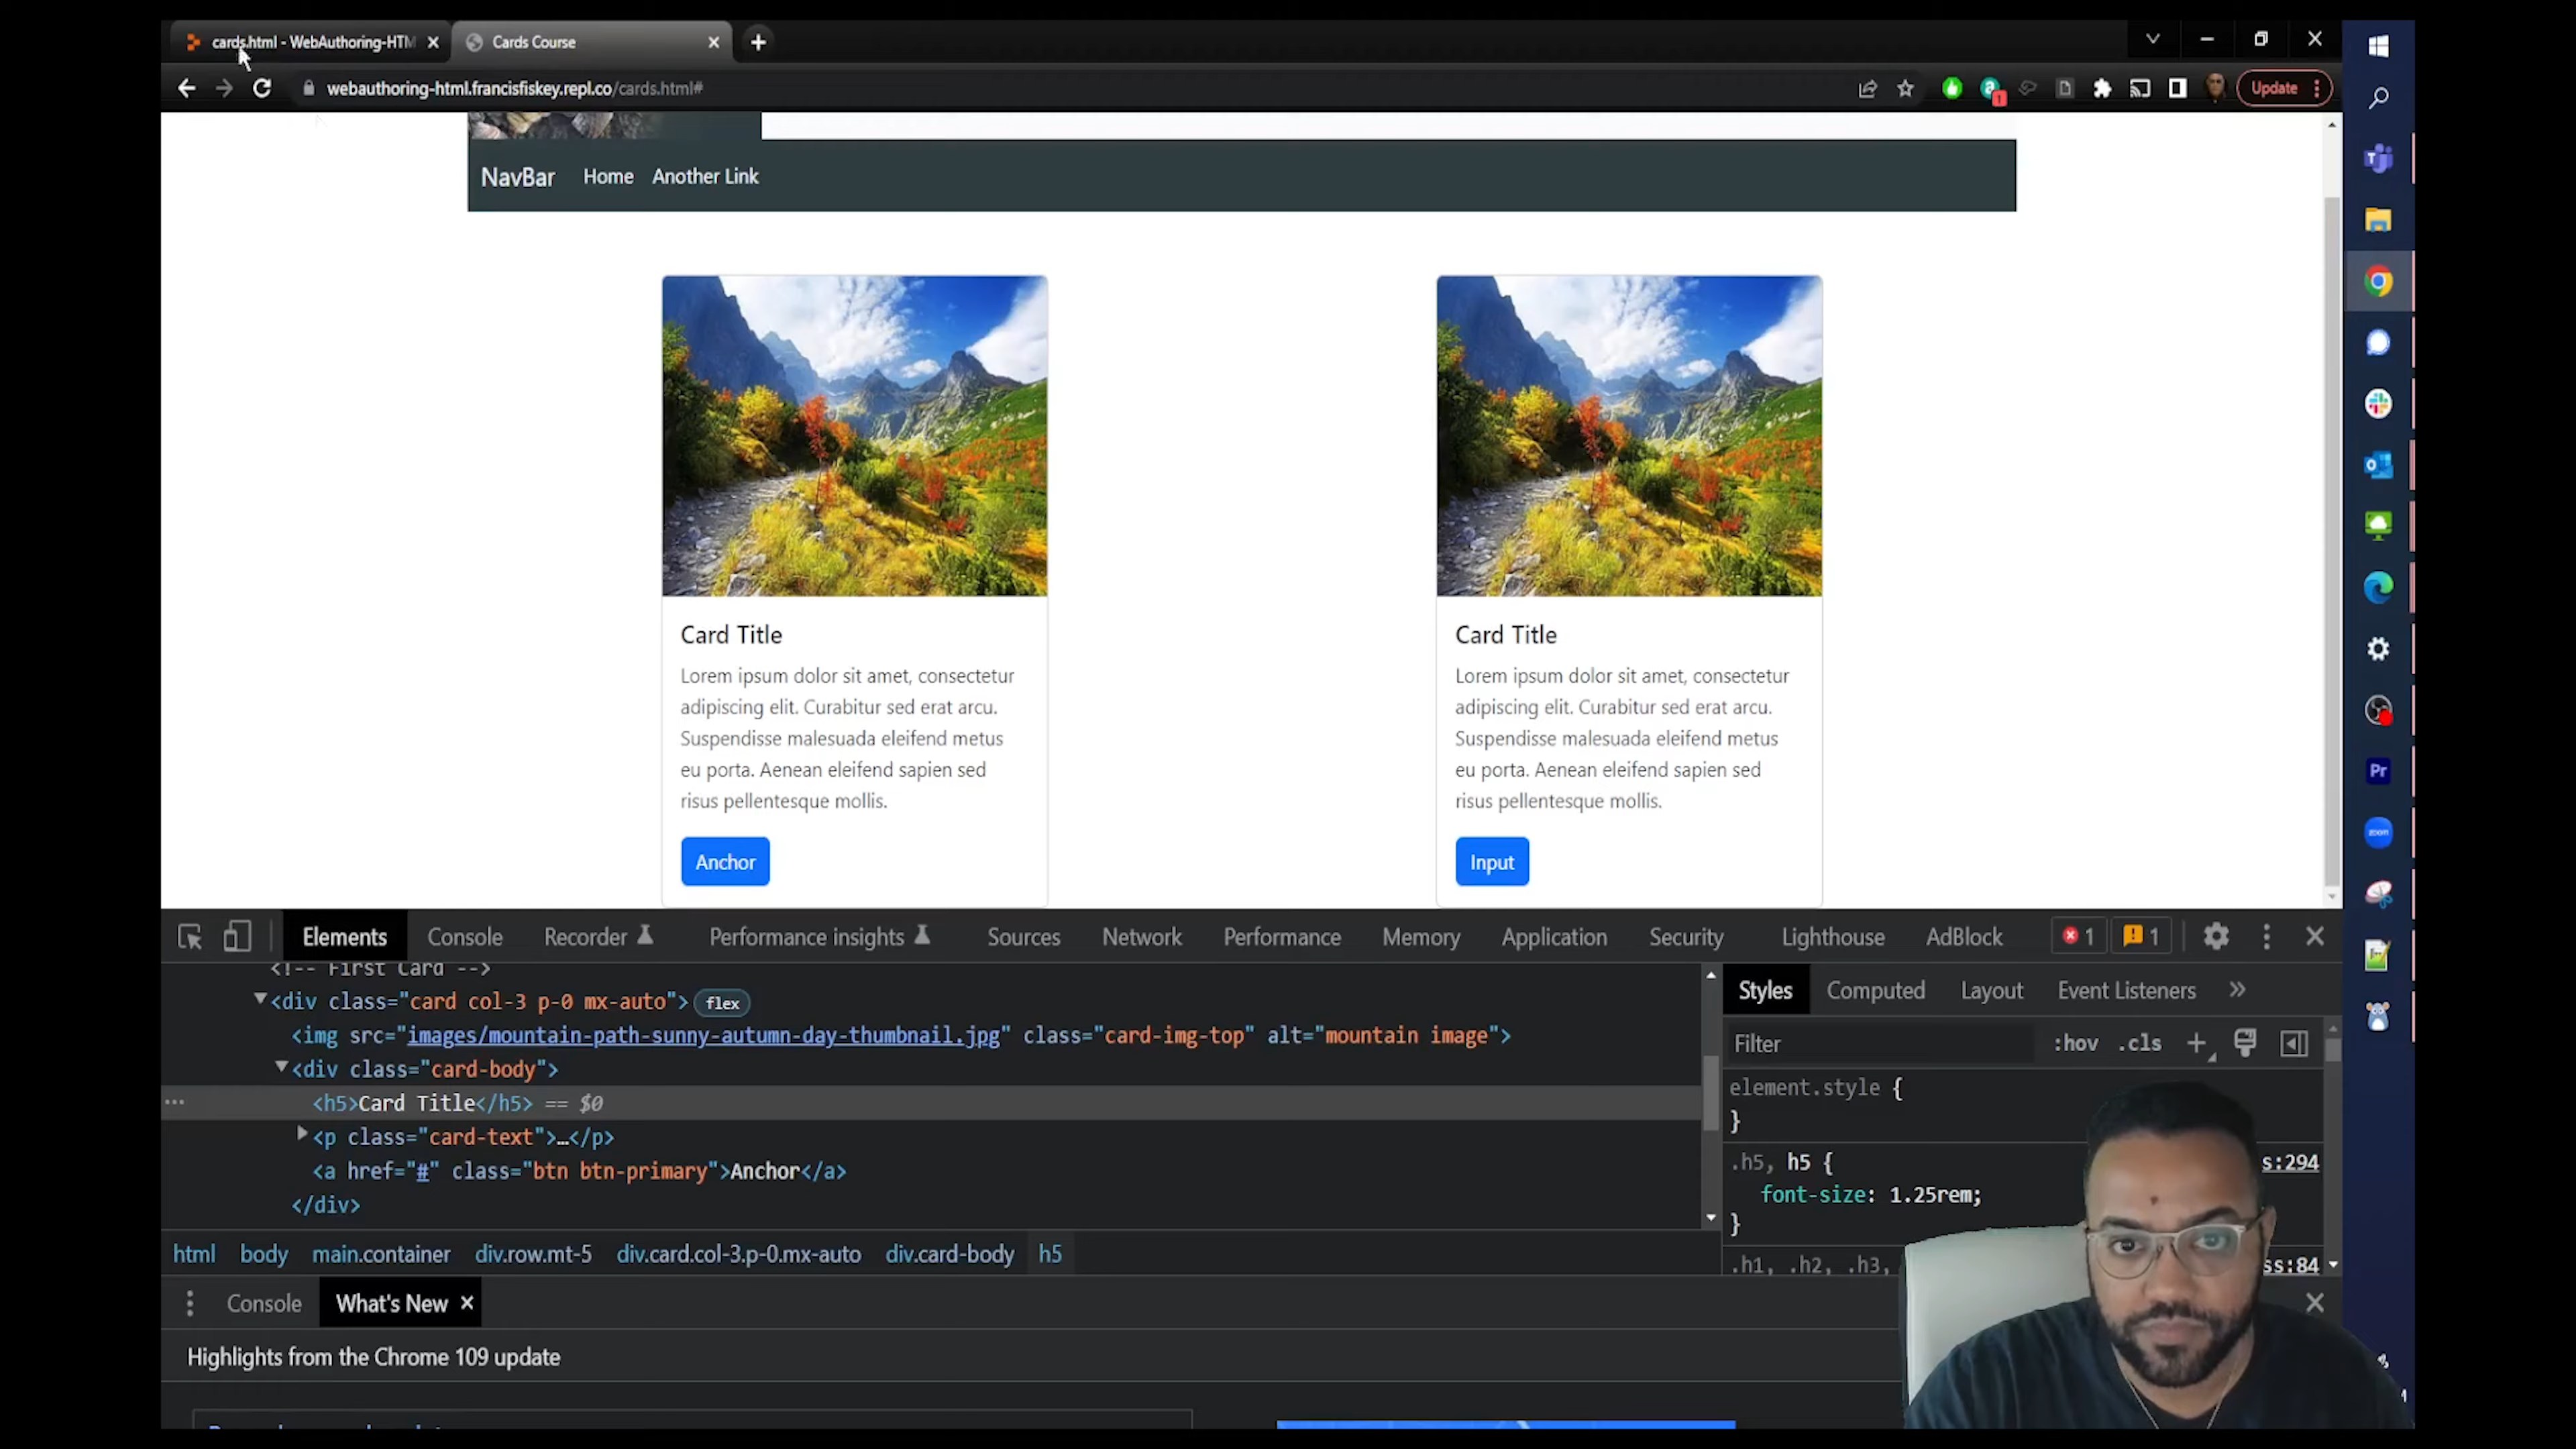 cards.html - WebAuthoring-HTM
Cards Course
webauthoring-html.francisfiskey.repl.co/cards.html#
Update
NavBar Home Another Link
Card Title
Lorem ipsum dolor sit amet, consectetur
adipiscing elit. Curabitur sed erat arcu.
Suspendisse malesuada eleifend metus
eu porta. Aenean eleifend sapien sed
risus pellentesque mollis.
Anchor
Card Title
Lorem ipsum dolor sit amet, consectetur
adipiscing elit. Curabitur sed erat arcu.
Suspendisse malesuada eleifend metus
eu porta. Aenean eleifend sapien sed
risus pellentesque mollis.
Input
Elements Console Recorder Performance insights Sources Network Performance Memory Application Security Lighthouse AdBlock 1 1
<!-- First Card -->
<div class="card col-3 p-0 mx-auto"> flex
<img src="images/mountain-path-sunny-autumn-day-thumbnail.jpg" class="card-img-top" alt="mountain image">
<div class="card-body">
<h5>Card Title</h5> == $0
<p class="card-text">…</p>
<a href="#" class="btn btn-primary">Anchor</a>
</div>
html body main.container div.row.mt-5 div.card.col-3.p-0.mx-auto div.card-body h5
Styles Computed Layout Event Listeners »
Filter :hov .cls +
element.style {
}
.h5, h5 { s:294
font-size: 1.25rem;
}
.h1, .h2, .h3, ss:84
Console What's New
Highlights from the Chrome 109 update
Pr
zoom